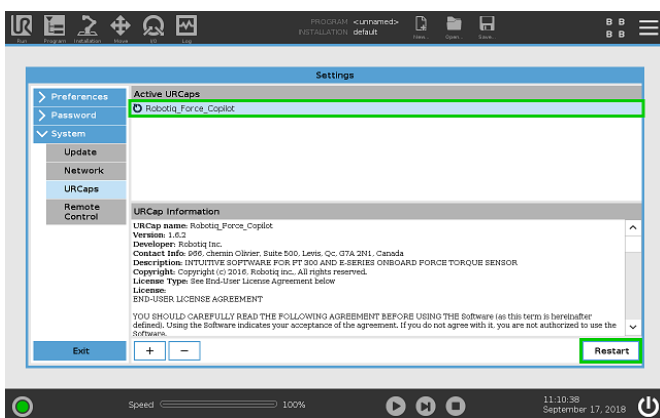 UR
PROGRAM <unnamed>
INSTALLATION default
Run Program Installation Move I/O Log New... Open... Save...
B B
B B
Settings
Preferences
Password
System
Update
Network
URCaps
Remote
Control
Exit
Active URCaps
Robotiq_Force_Copilot
URCap Information
URCap name: Robotiq_Force_Copilot
Version: 1.6.2
Developer: Robotiq Inc.
Contact Info: 966, chemin Olivier, Suite 500, Levis, Qc, G7A 2N1, Canada
Description: INTUITIVE SOFTWARE FOR FT 300 AND E-SERIES ONBOARD FORCE TORQUE SENSOR
Copyright: Copyright (c) 2016. Robotiq inc.. All rights reserved.
License Type: See End-User License Agreement below
License:
END-USER LICENSE AGREEMENT
YOU SHOULD CAREFULLY READ THE FOLLOWING AGREEMENT BEFORE USING THE Software (as this term is hereinafter
defined). Using the Software indicates your acceptance of the agreement. If you do not agree with it, you are not authorized to use the
Software.
+ −
Restart
Speed 100%
11:10:38
September 17, 2018